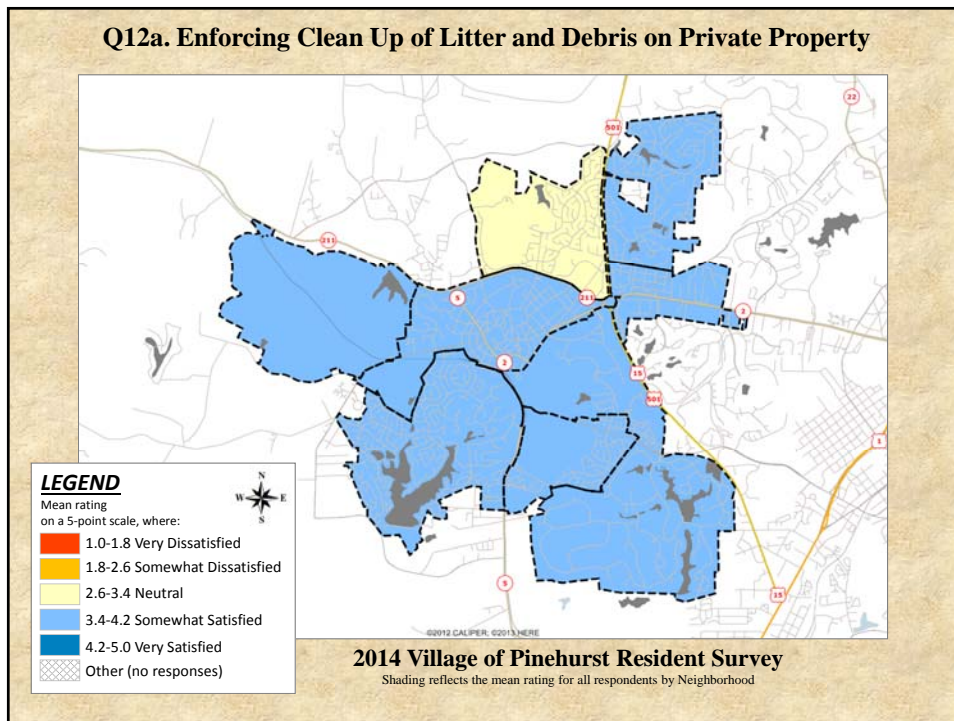 Q12a. Enforcing Clean Up of Litter and Debris on Private Property
22
501
211
5
211
2
2
15
501
1
5
15
LEGEND
N
W E
S
Mean rating
on a 5-point scale, where:
1.0-1.8 Very Dissatisfied
1.8-2.6 Somewhat Dissatisfied
2.6-3.4 Neutral
3.4-4.2 Somewhat Satisfied
4.2-5.0 Very Satisfied
Other (no responses)
©2012 CALIPER; ©2013 HERE
2014 Village of Pinehurst Resident Survey
Shading reflects the mean rating for all respondents by Neighborhood